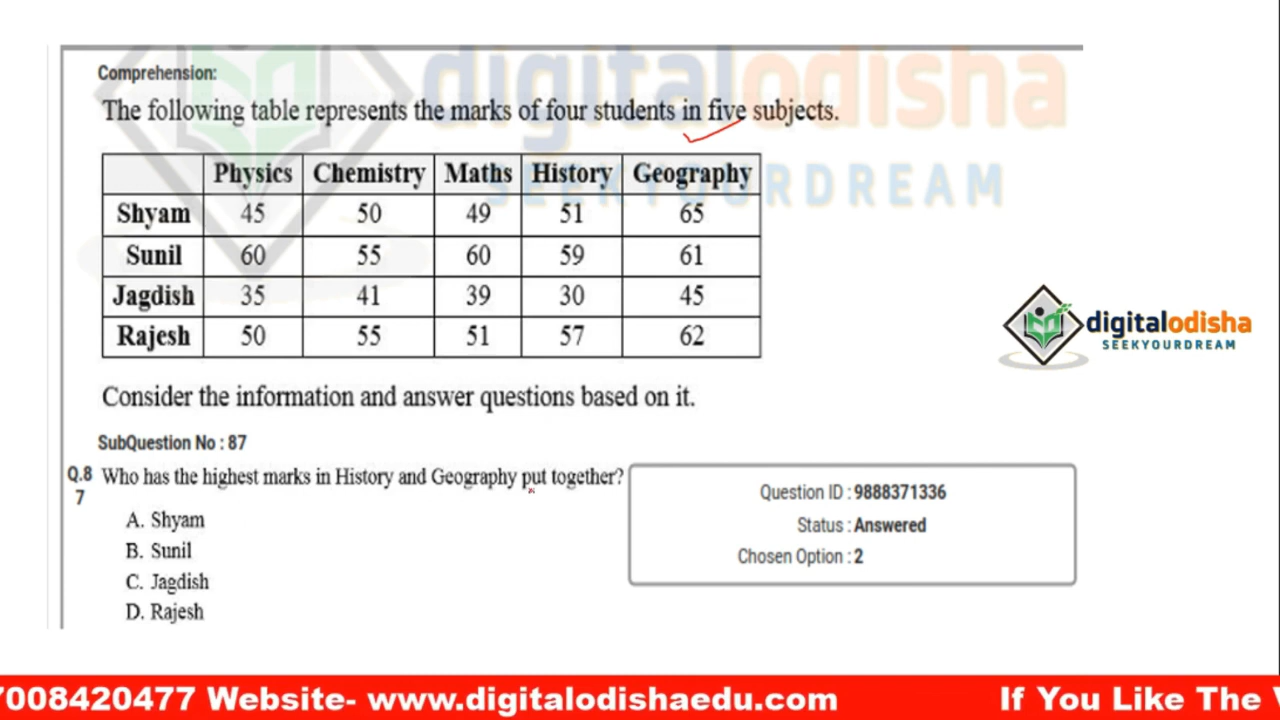 digitalodisha
SEEKYOURDREAM
Comprehension:
The following table represents the marks of four students in five subjects.
Physics Chemistry Maths History Geography
Shyam 45 50 49 51 65
Sunil 60 55 60 59 61
Jagdish 35 41 39 30 45
Rajesh 50 55 51 57 62
digitalodisha
SEEKYOURDREAM
Consider the information and answer questions based on it.
SubQuestion No : 87
Q.8
7
Who has the highest marks in History and Geography put together?
A. Shyam
B. Sunil
C. Jagdish
D. Rajesh
Question ID : 9888371336
Status : Answered
Chosen Option : 2
7008420477 Website- www.digitalodishaedu.com If You Like The